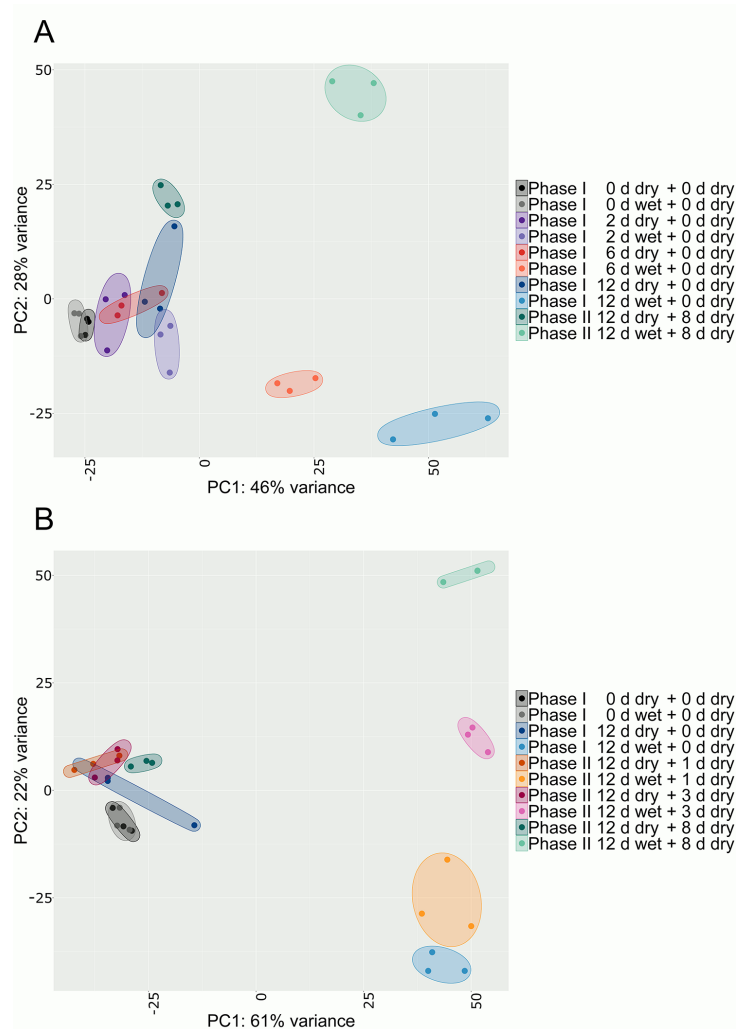 A
50
25
0
-25
PC2: 28% variance
-25
0
25
50
PC1: 46% variance
Phase I 0 d dry + 0 d dry
Phase I 0 d wet + 0 d dry
Phase I 2 d dry + 0 d dry
Phase I 2 d wet + 0 d dry
Phase I 6 d dry + 0 d dry
Phase I 6 d wet + 0 d dry
Phase I 12 d dry + 0 d dry
Phase I 12 d wet + 0 d dry
Phase II 12 d dry + 8 d dry
Phase II 12 d wet + 8 d dry
B
50
25
0
-25
PC2: 22% variance
-25
0
25
50
PC1: 61% variance
Phase I 0 d dry + 0 d dry
Phase I 0 d wet + 0 d dry
Phase I 12 d dry + 0 d dry
Phase I 12 d wet + 0 d dry
Phase II 12 d dry + 1 d dry
Phase II 12 d wet + 1 d dry
Phase II 12 d dry + 3 d dry
Phase II 12 d wet + 3 d dry
Phase II 12 d dry + 8 d dry
Phase II 12 d wet + 8 d dry